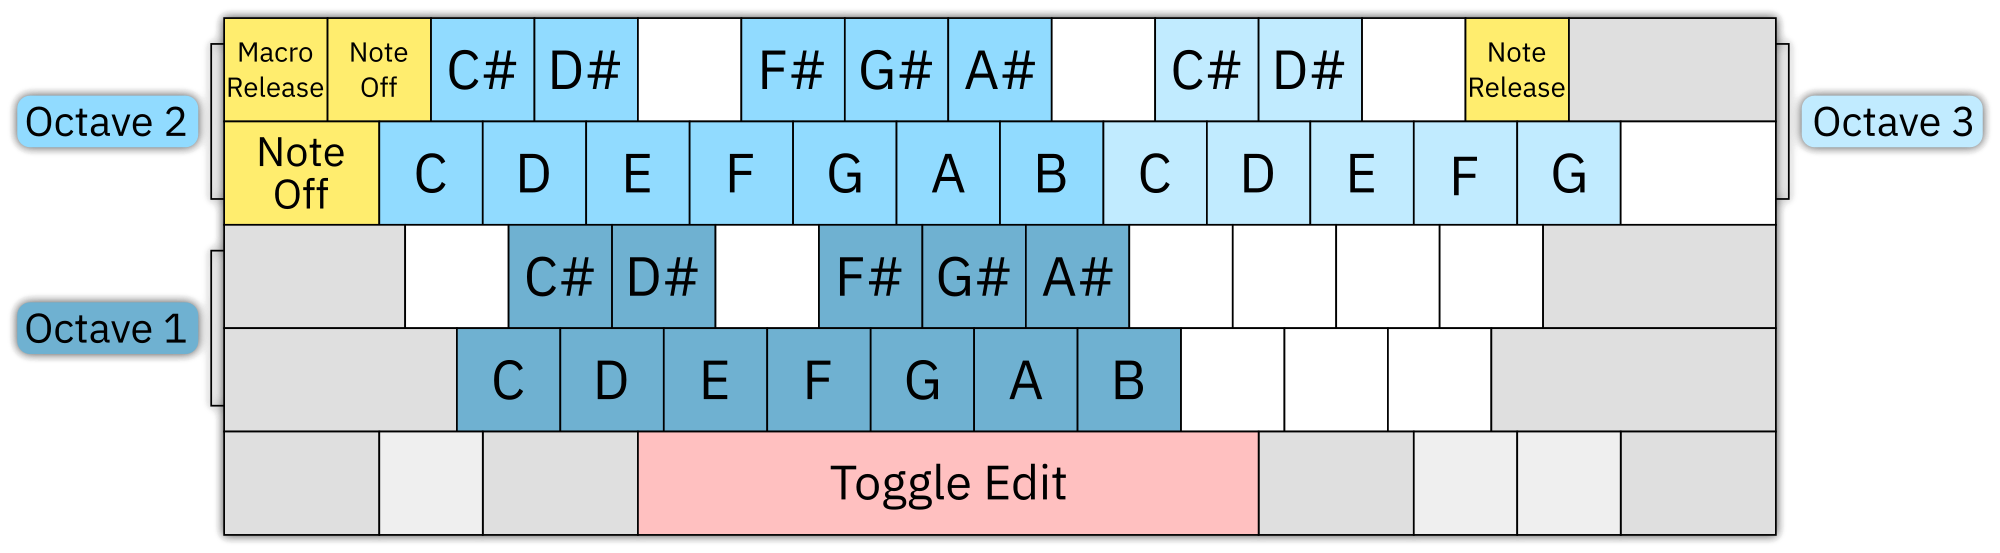 Macro
Release
Note
Off
C#
D#
F#
G#
A#
C#
D#
Note
Release
Octave 2
Octave 3
Note
Off
C
D
E
F
G
A
B
C
D
E
F
G
C#
D#
F#
G#
A#
Octave 1
C
D
E
F
G
A
B
Toggle Edit